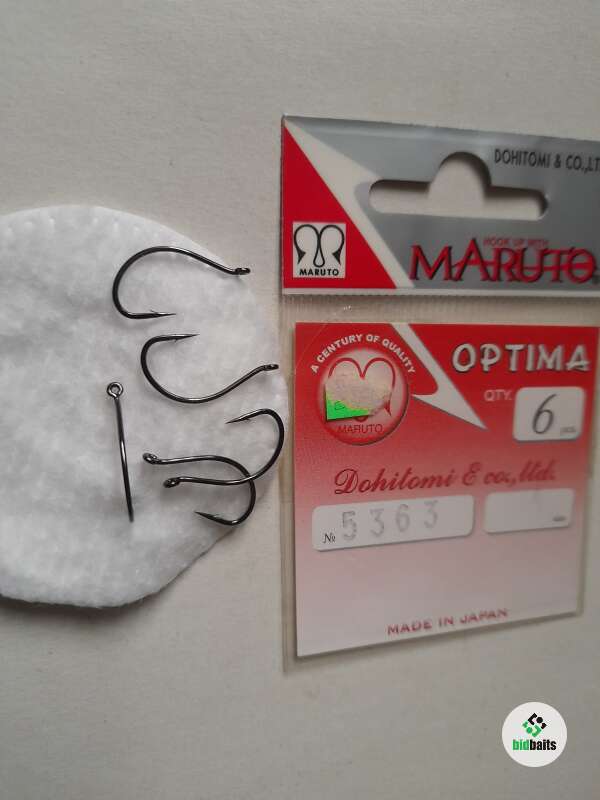 DOHITOMI & CO.,LT
HOOK UP WITH
MARUTO®
MARUTO
A CENTURY OF QUALITY
MARUTO
OPTIMA
QTY. 6 pcs.
Dohitomi & co., ltd.
№ 5363
MADE IN JAPAN
bidbaits